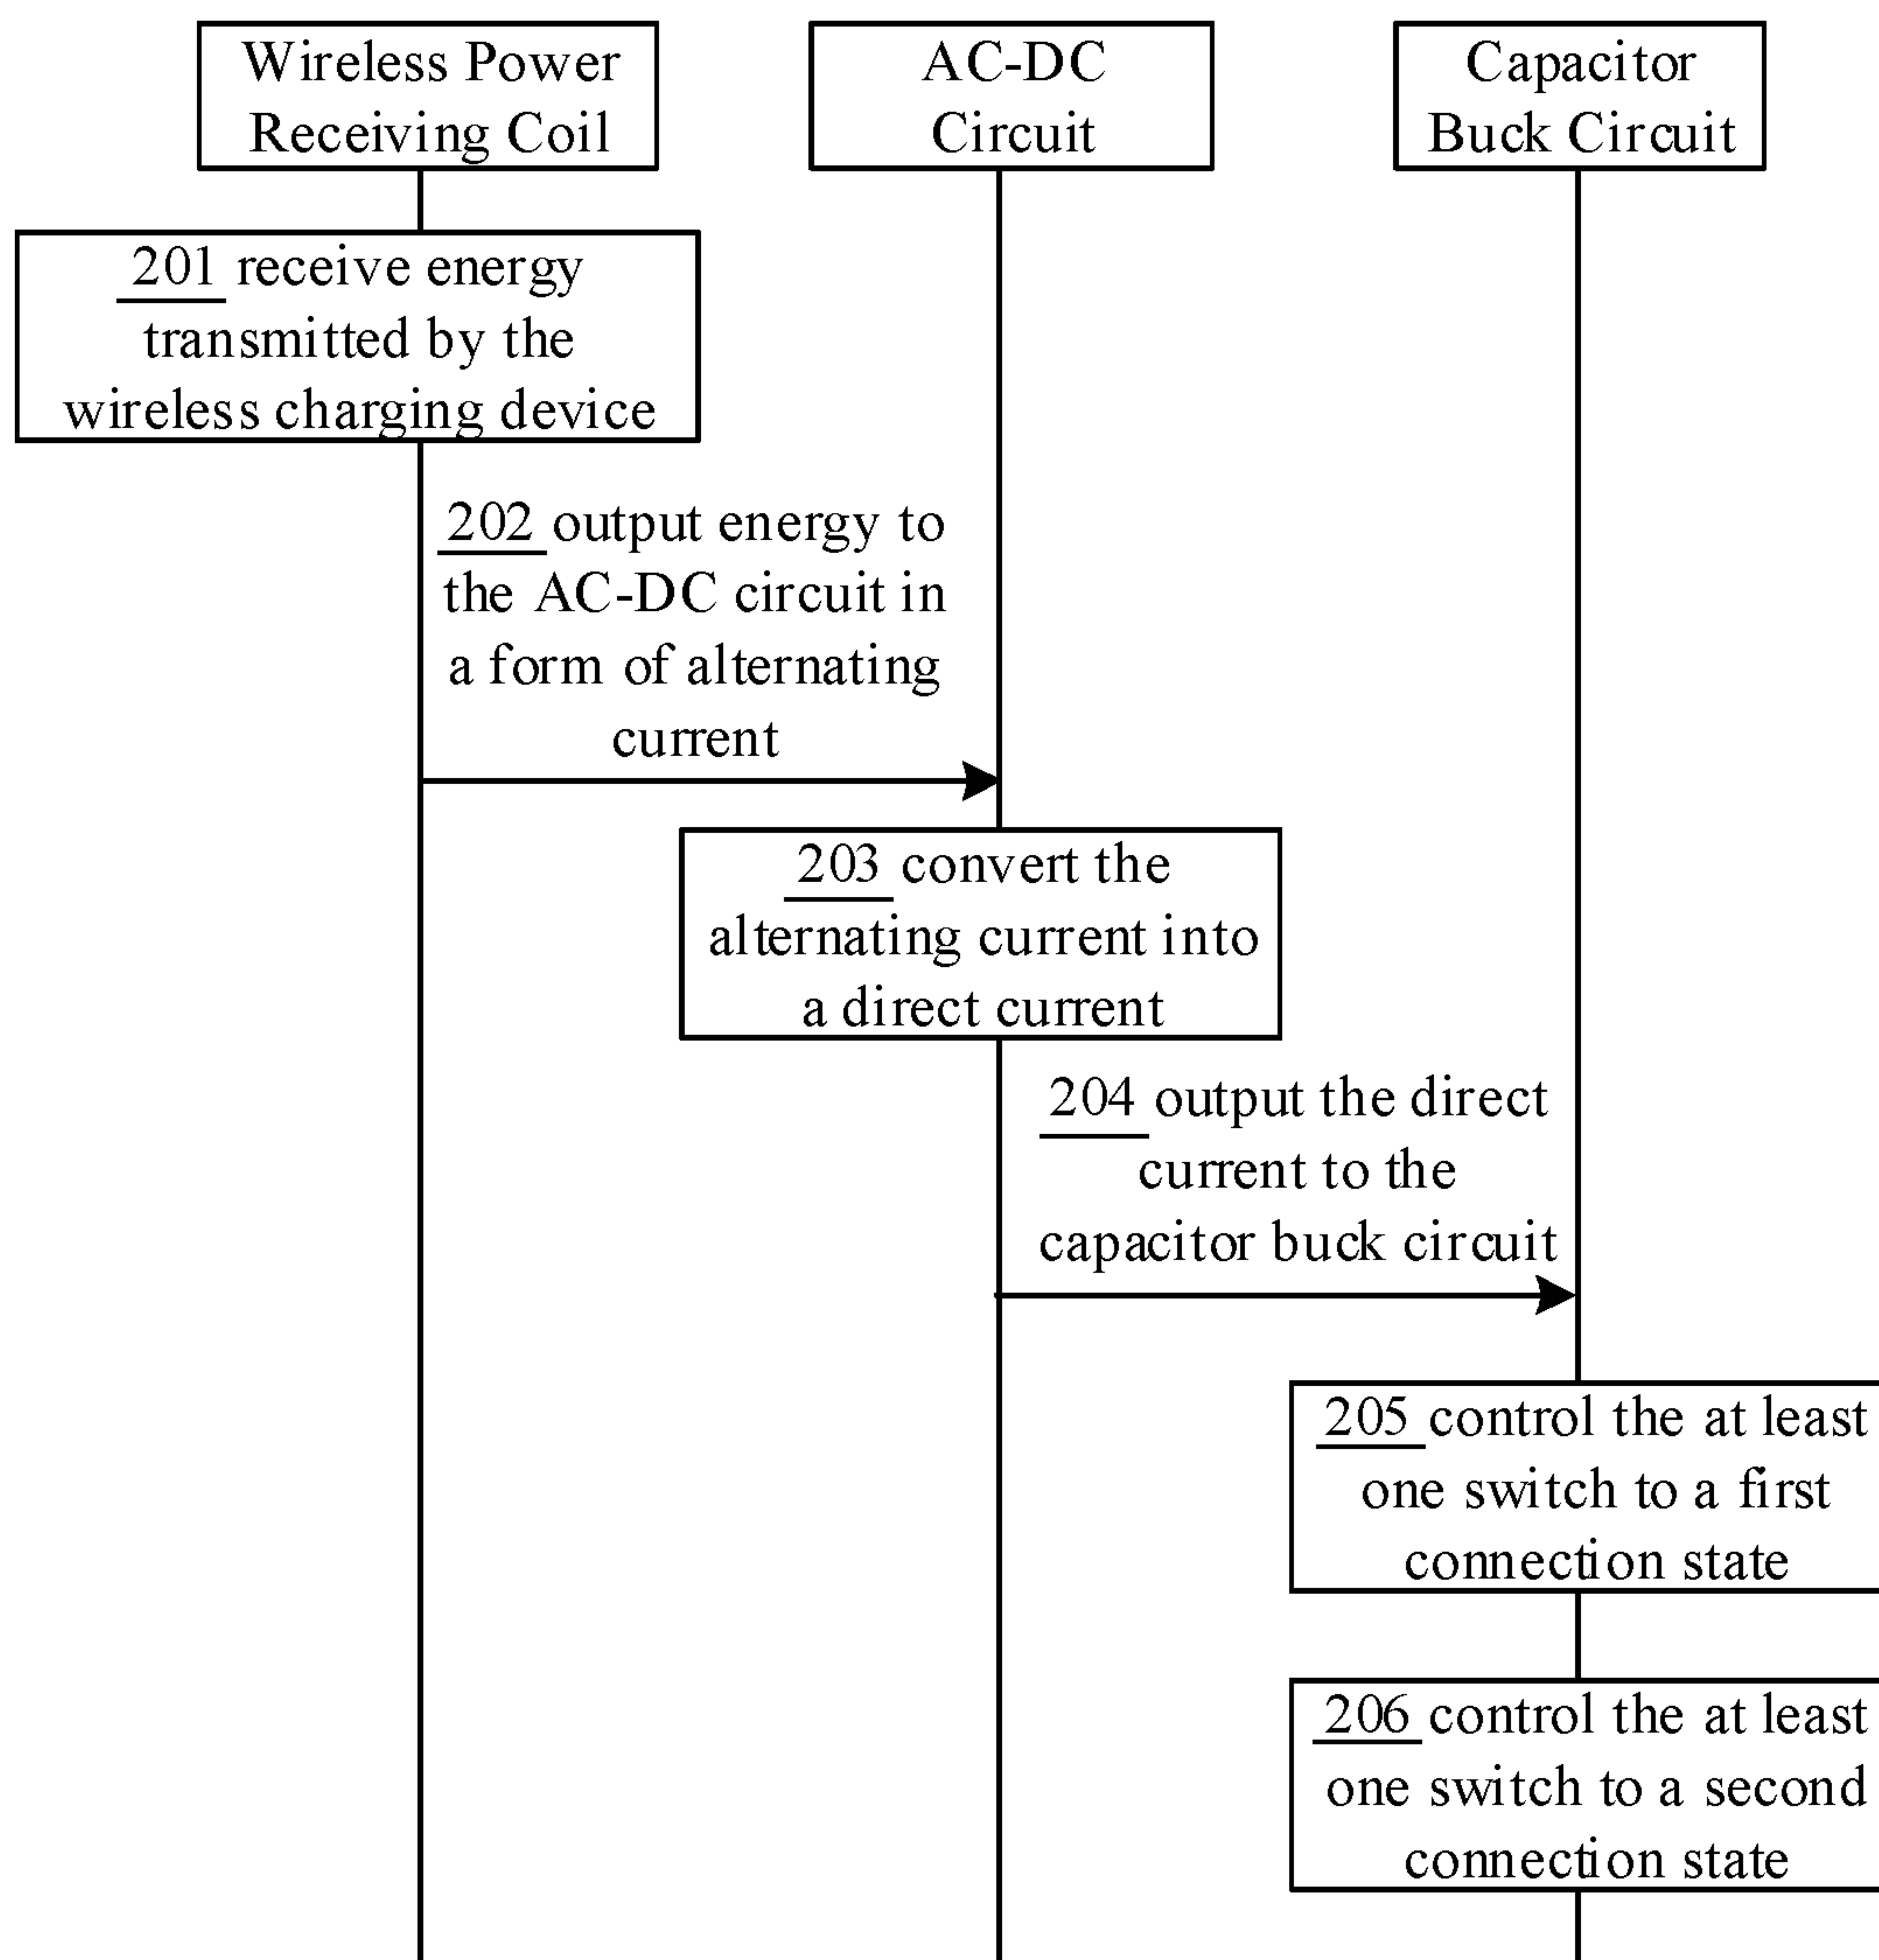 Wireless Power
Receiving Coil
AC-DC
Circuit
Capacitor
Buck Circuit
201 receive energy
transmitted by the
wireless charging device
202 output energy to
the AC-DC circuit in
a form of alternating
current
203 convert the
alternating current into
a direct current
204 output the direct
current to the
capacitor buck circuit
205 control the at least
one switch to a first
connection state
206 control the at least
one switch to a second
connection state